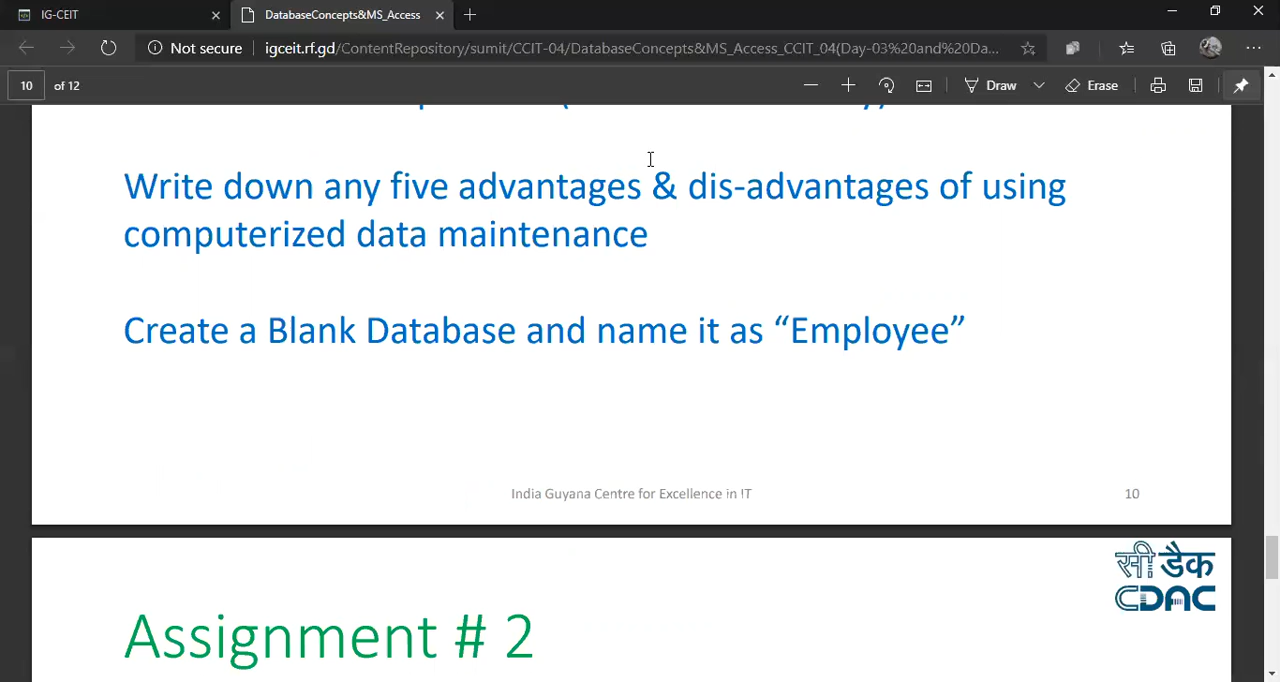 IG-CEIT
DatabaseConcepts&MS_Access
Not secure
igceit.rf.gd/ContentRepository/sumit/CCIT-04/DatabaseConcepts&MS_Access_CCIT_04(Day-03%20and%20Da...
10 of 12
Draw
Erase
Write down any five advantages & dis-advantages of using
computerized data maintenance
Create a Blank Database and name it as “Employee”
India Guyana Centre for Excellence in IT
10
सी डैक
CDAC
Assignment # 2